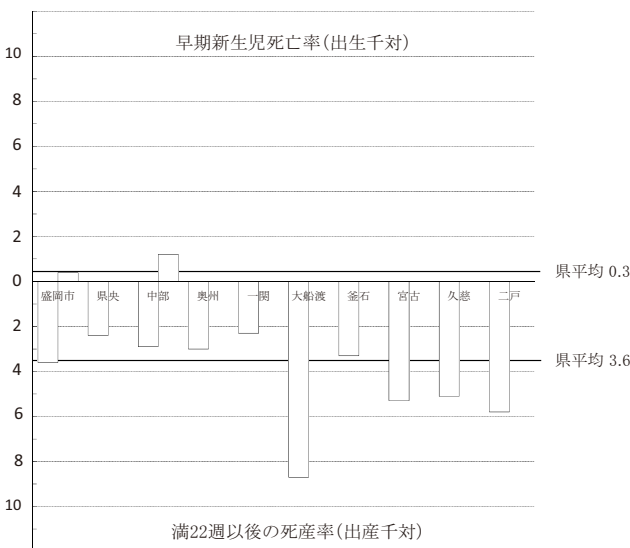 早期新生児死亡率(出生千対)
10
8
6
4
2
県平均 0.3
0
盛岡市 県央 中部 奥州 一関 大船渡 釜石 宮古 久慈 二戸
2
県平均 3.6
4
6
8
10
満22週以後の死産率(出産千対)